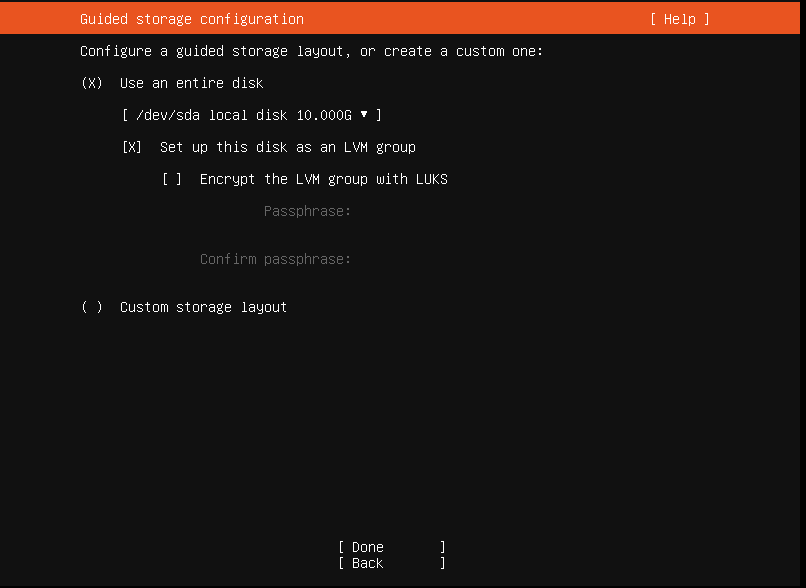 Guided storage configuration [ Help ]
Configure a guided storage layout, or create a custom one:
(X) Use an entire disk
[ /dev/sda local disk 10.000G ▾ ]
[X] Set up this disk as an LVM group
[ ] Encrypt the LVM group with LUKS
Passphrase:
Confirm passphrase:
( ) Custom storage layout
[ Done ]
[ Back ]